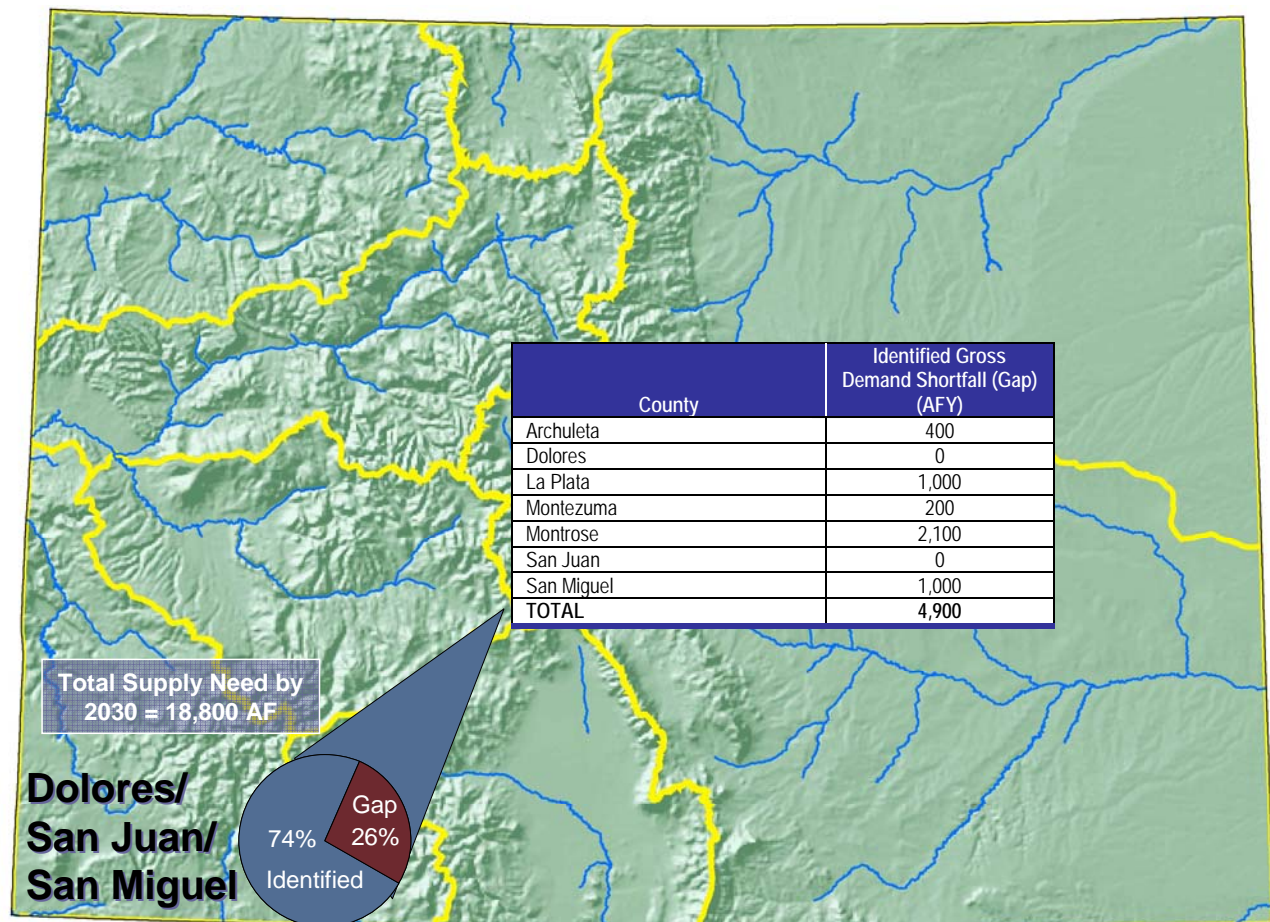 County Identified Gross Demand Shortfall (Gap) (AFY)
Archuleta 400
Dolores 0
La Plata 1,000
Montezuma 200
Montrose 2,100
San Juan 0
San Miguel 1,000
TOTAL 4,900
Total Supply Need by
2030 = 18,800 AF
Dolores/
San Juan/
San Miguel
Gap
26%
74%
Identified